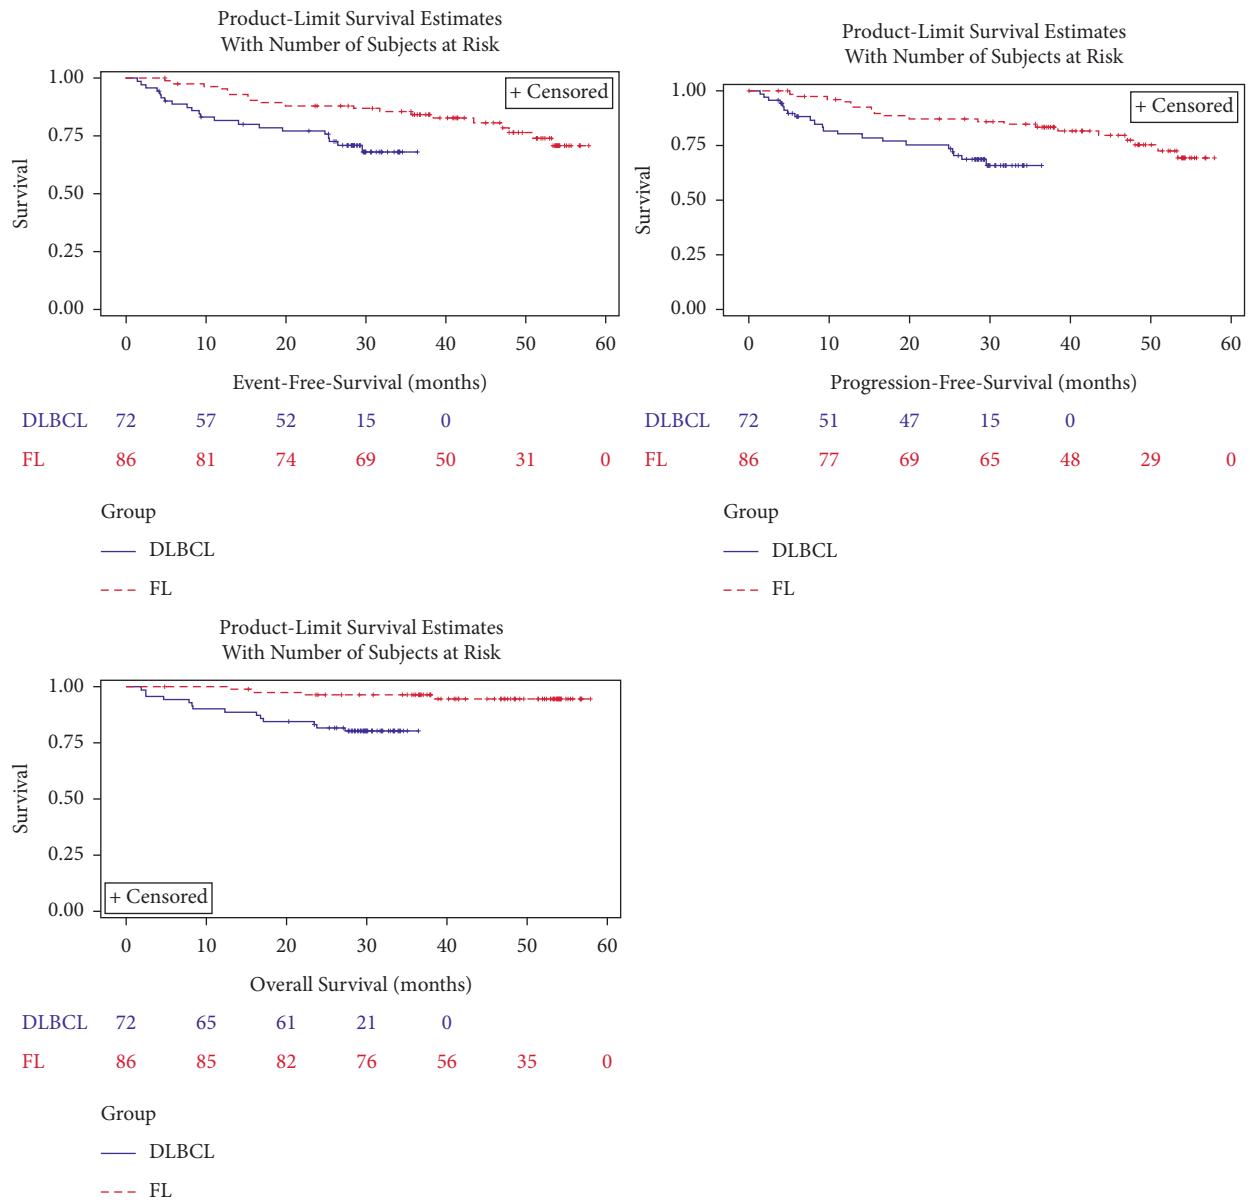 Product-Limit Survival Estimates
With Number of Subjects at Risk
1.00
0.75
0.50
0.25
0.00
Survival
+ Censored
0 10 20 30 40 50 60
Event-Free-Survival (months)
DLBCL 72 57 52 15 0
FL 86 81 74 69 50 31 0
Group
DLBCL
FL
Product-Limit Survival Estimates
With Number of Subjects at Risk
1.00
0.75
0.50
0.25
0.00
Survival
+ Censored
0 10 20 30 40 50 60
Progression-Free-Survival (months)
DLBCL 72 51 47 15 0
FL 86 77 69 65 48 29 0
Group
DLBCL
FL
Product-Limit Survival Estimates
With Number of Subjects at Risk
1.00
0.75
0.50
0.25
0.00
Survival
+ Censored
0 10 20 30 40 50 60
Overall Survival (months)
DLBCL 72 65 61 21 0
FL 86 85 82 76 56 35 0
Group
DLBCL
FL